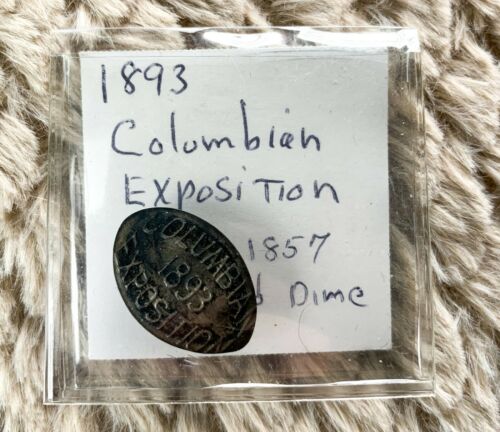 1893
Columbian
EXPOSITION
1857
Dime
COLUMBIAN
1893
EXPOSITION